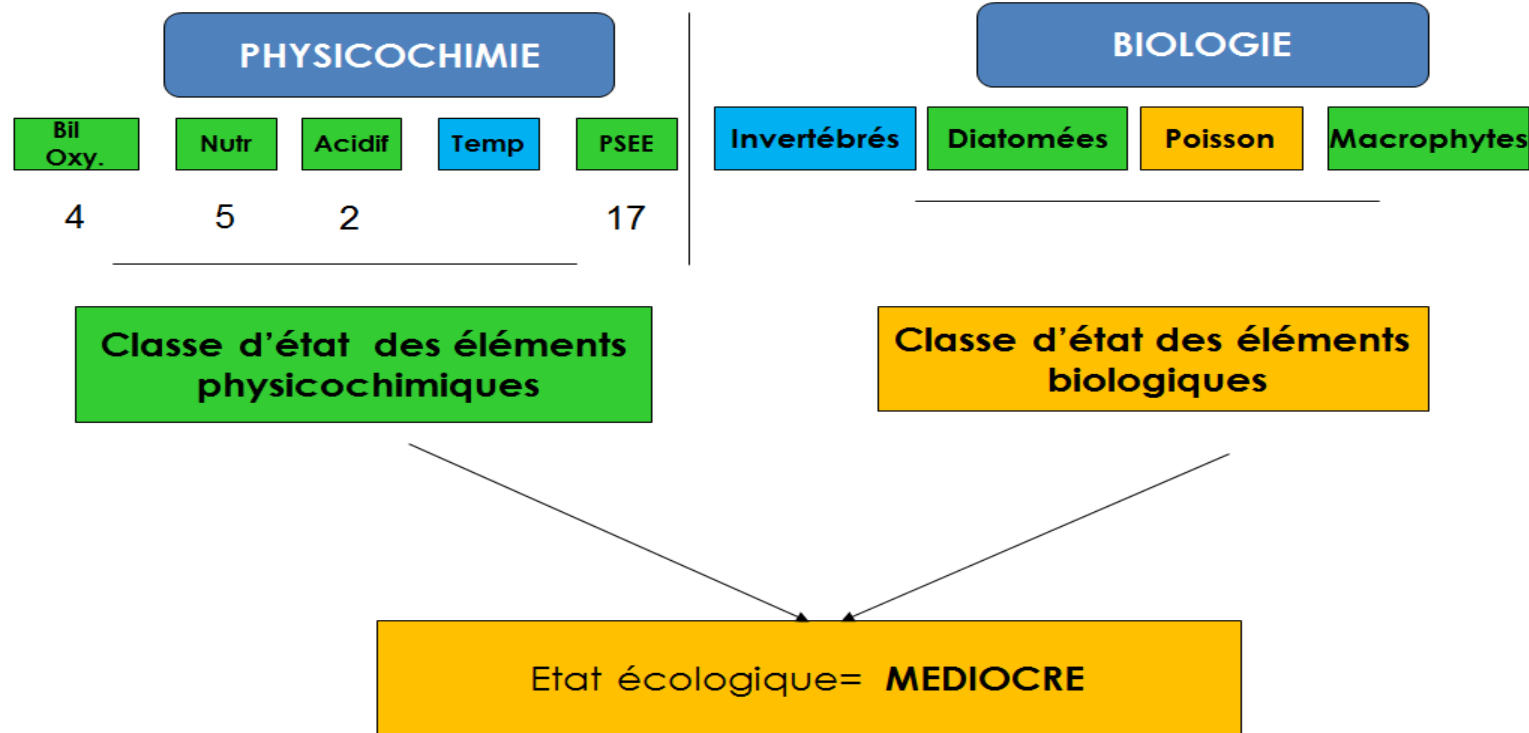 PHYSICOCHIMIE
BIOLOGIE
Bil
Oxy.
Nutr
Acidif
Temp
PSEE
Invertébrés
Diatomées
Poisson
Macrophytes
4
5
2
17
Classe d’état des éléments
physicochimiques
Classe d’état des éléments
biologiques
Etat écologique= MEDIOCRE